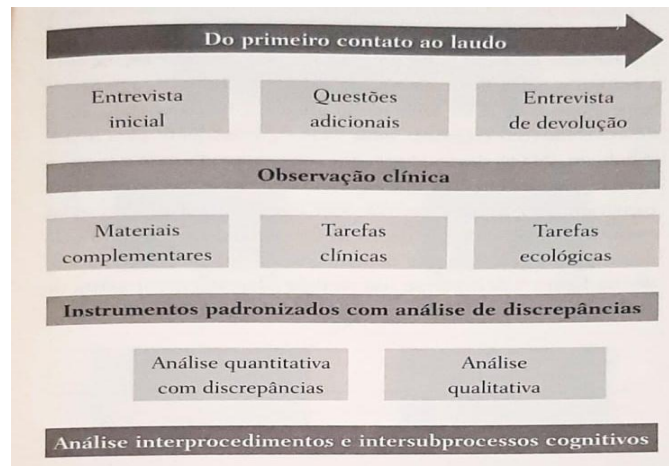 Do primeiro contato ao laudo
Entrevista inicial
Questões adicionais
Entrevista de devolução
Observação clínica
Materiais complementares
Tarefas clínicas
Tarefas ecológicas
Instrumentos padronizados com análise de discrepâncias
Análise quantitativa com discrepâncias
Análise qualitativa
Análise interprocedimentos e intersubprocessos cognitivos